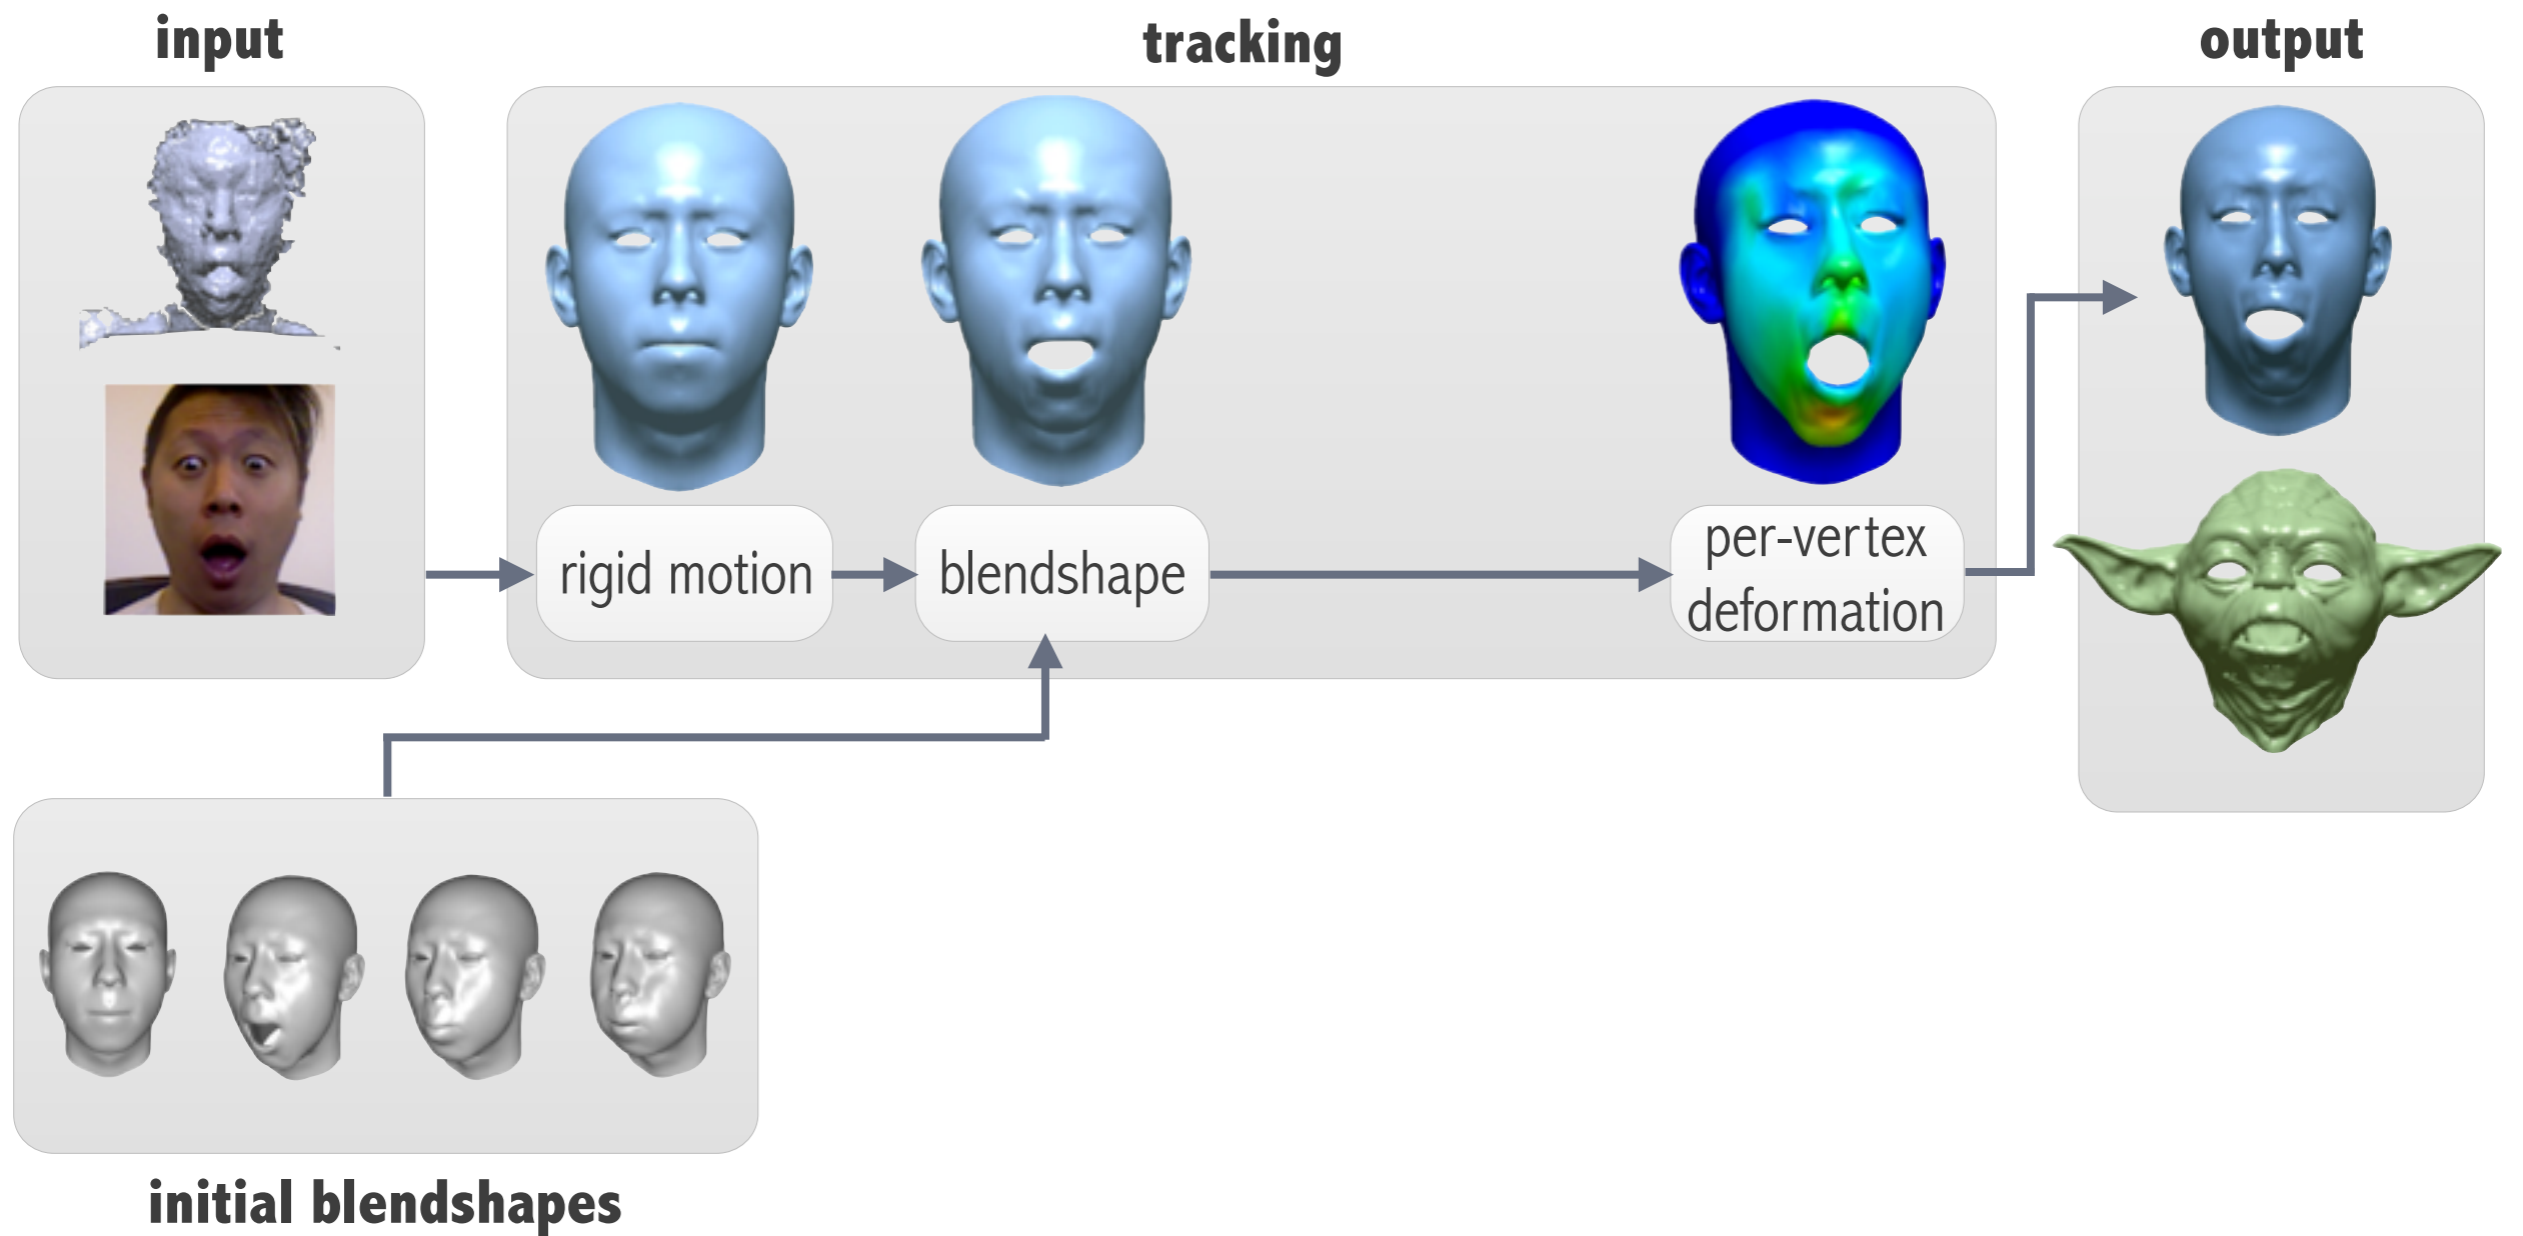 input
tracking
output
rigid motion
blendshape
per-vertex
deformation
initial blendshapes